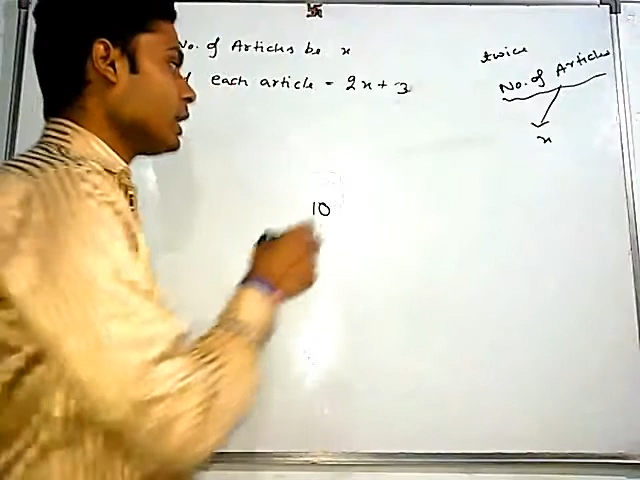 No. of Articles be x
each article = 2x + 3
twice
No. of Articles
x
10